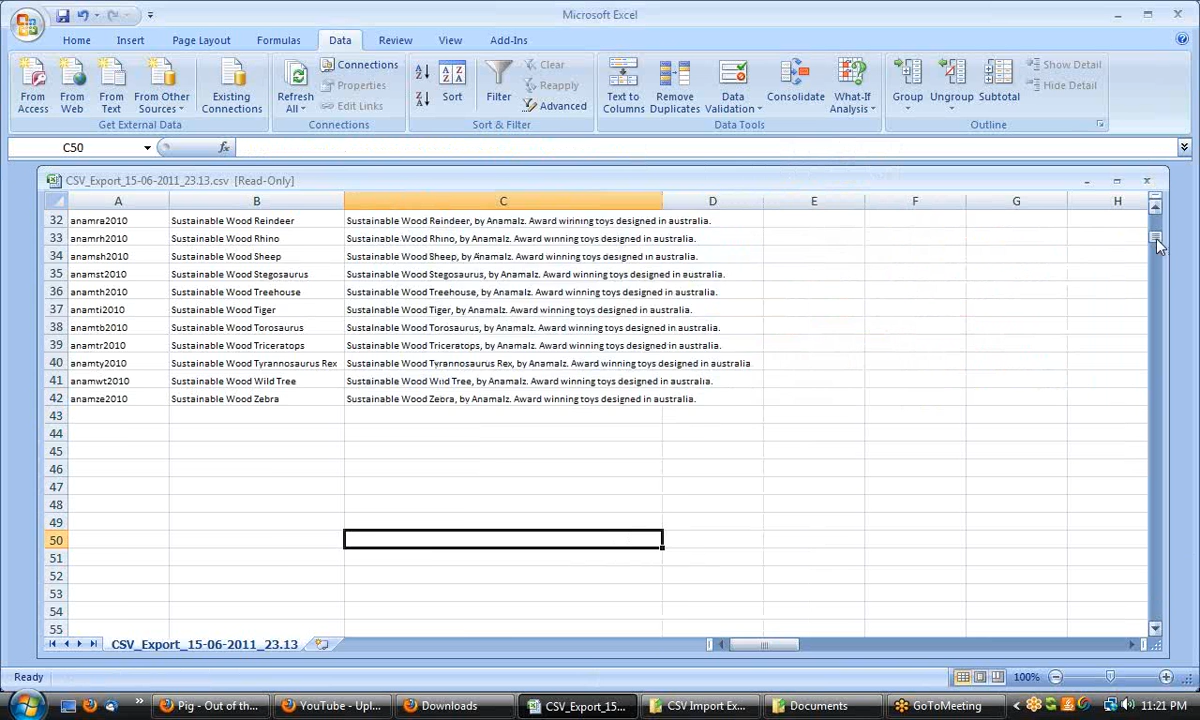 Microsoft Excel
Home Insert Page Layout Formulas Data Review View Add-Ins
From Access
From Web
From Text
From Other Sources
Existing Connections
Get External Data
Refresh All
Connections
Properties
Edit Links
Connections
Sort
Filter
Clear
Reapply
Advanced
Sort & Filter
Text to Columns
Remove Duplicates
Data Validation
Consolidate
What-If Analysis
Data Tools
Group
Ungroup
Subtotal
Show Detail
Hide Detail
Outline
C50 fx
CSV_Export_15-06-2011_23.13.csv [Read-Only]
A B C D E F G H
32 anamra2010 Sustainable Wood Reindeer Sustainable Wood Reindeer, by Anamalz. Award winning toys designed in australia.
33 anamrh2010 Sustainable Wood Rhino Sustainable Wood Rhino, by Anamalz. Award winning toys designed in australia.
34 anamsh2010 Sustainable Wood Sheep Sustainable Wood Sheep, by Anamalz. Award winning toys designed in australia.
35 anamst2010 Sustainable Wood Stegosaurus Sustainable Wood Stegosaurus, by Anamalz. Award winning toys designed in australia.
36 anamth2010 Sustainable Wood Treehouse Sustainable Wood Treehouse, by Anamalz. Award winning toys designed in australia.
37 anamti2010 Sustainable Wood Tiger Sustainable Wood Tiger, by Anamalz. Award winning toys designed in australia.
38 anamtb2010 Sustainable Wood Torosaurus Sustainable Wood Torosaurus, by Anamalz. Award winning toys designed in australia.
39 anamtr2010 Sustainable Wood Triceratops Sustainable Wood Triceratops, by Anamalz. Award winning toys designed in australia.
40 anamty2010 Sustainable Wood Tyrannosaurus Rex Sustainable Wood Tyrannosaurus Rex, by Anamalz. Award winning toys designed in australia
41 anamwt2010 Sustainable Wood Wild Tree Sustainable Wood Wild Tree, by Anamalz. Award winning toys designed in australia.
42 anamze2010 Sustainable Wood Zebra Sustainable Wood Zebra, by Anamalz. Award winning toys designed in australia.
43
44
45
46
47
48
49
50
51
52
53
54
55
CSV_Export_15-06-2011_23.13
Ready 100%
Pig - Out of th... YouTube - Upl... Downloads CSV_Export_15... CSV Import Ex... Documents GoToMeeting 11:21 PM